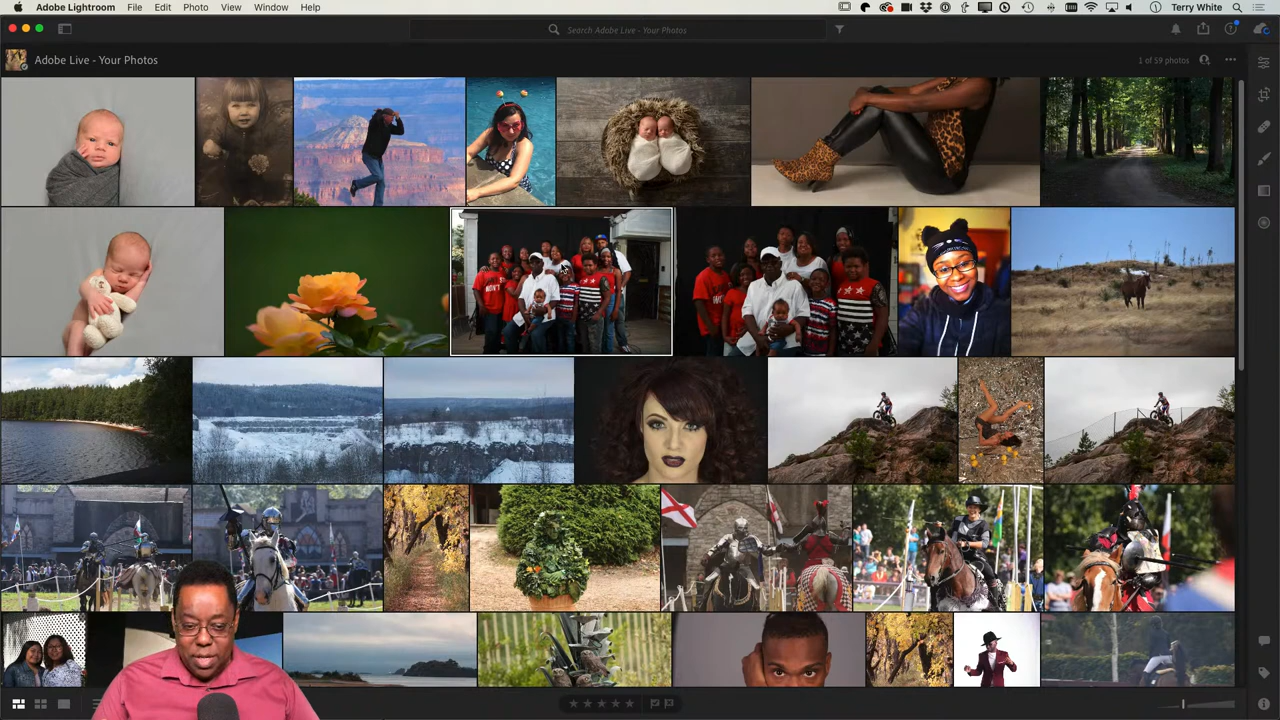 Adobe Lightroom File Edit Photo View Window Help Terry White
Search Adobe Live - Your Photos
Adobe Live - Your Photos 1 of 59 photos